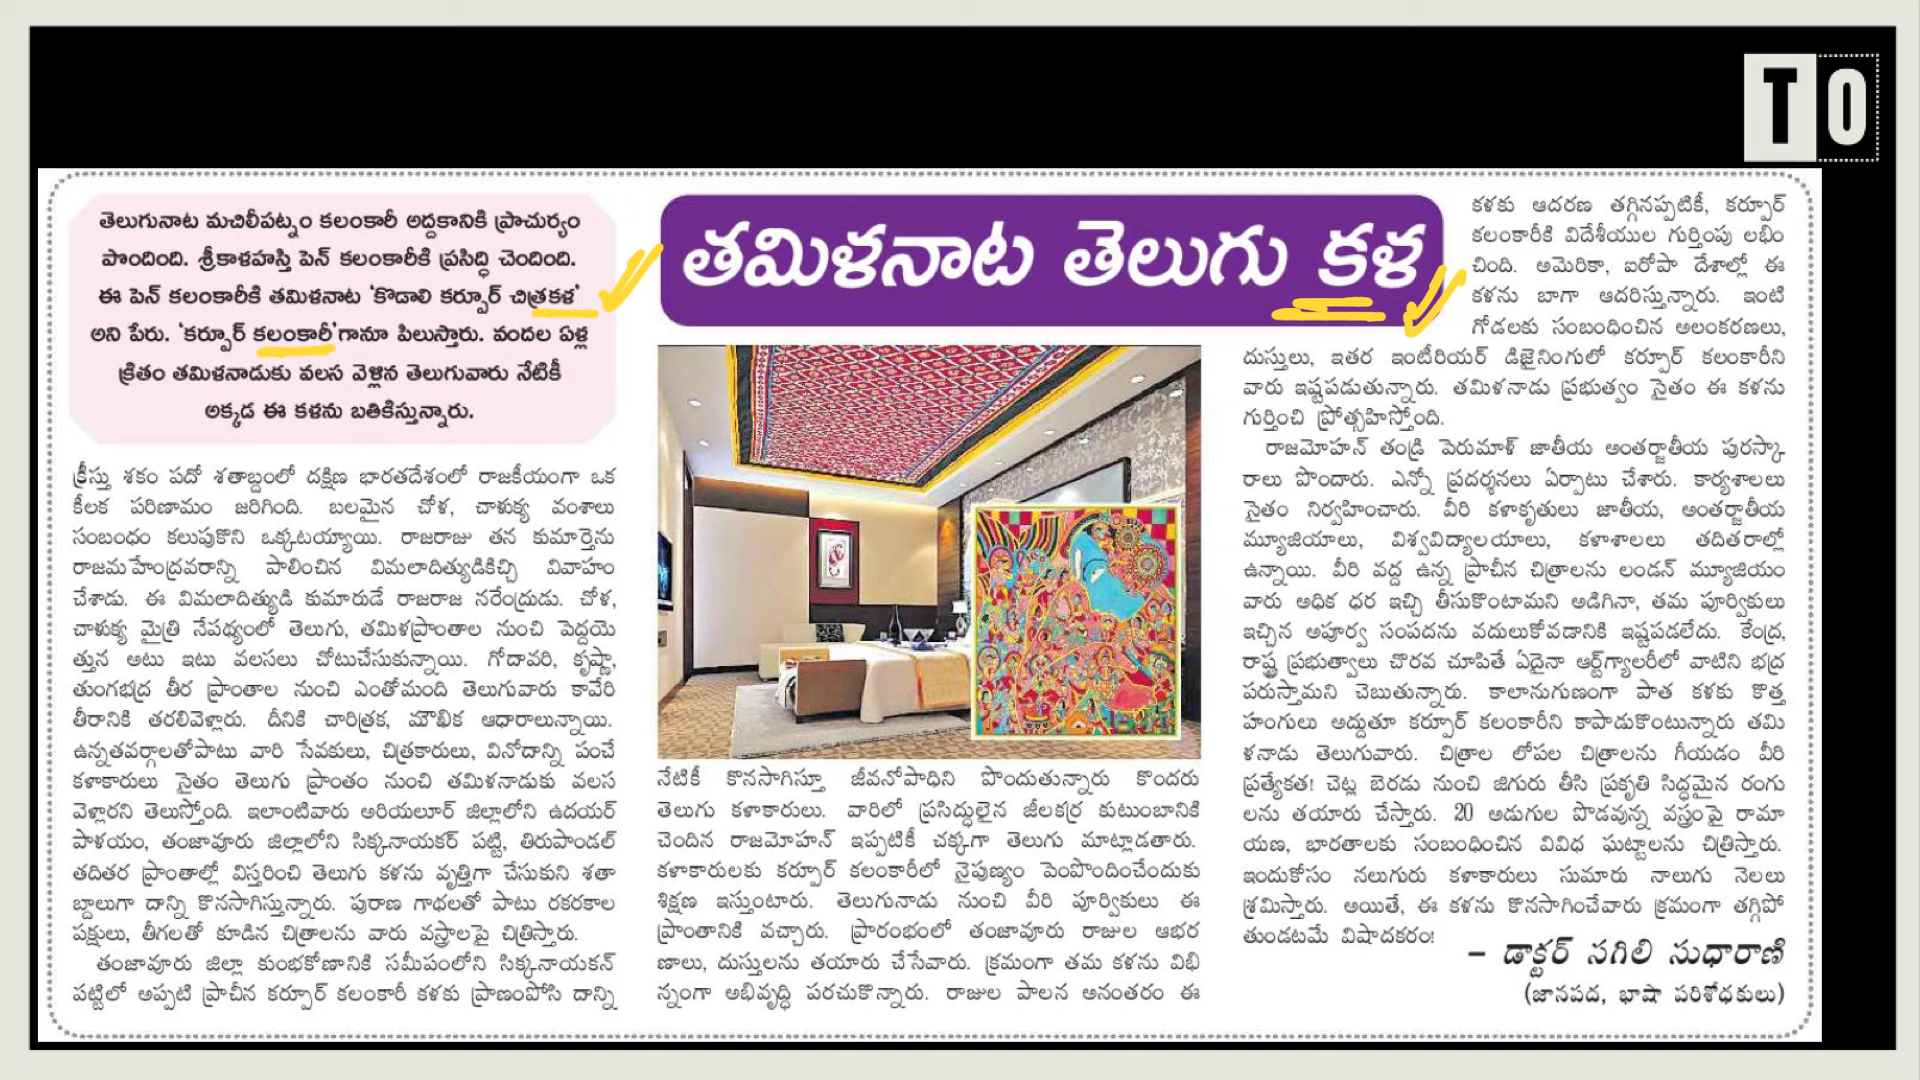 TO
తెలుగునాట మచిలీపట్నం కలంకారీ అద్దకానికి ప్రాచుర్యం
పొందింది. శ్రీకాళహస్తి పెన్ కలంకారీకి ప్రసిద్ధి చెందింది.
ఈ పెన్ కలంకారీకి తమిళనాట ‘కొడాలి కర్పూర్ చిత్రకళ’
అని పేరు. ‘కర్పూర్ కలంకారీ’గానూ పిలుస్తారు. వందల ఏళ్ల
క్రితం తమిళనాడుకు వలస వెళ్లిన తెలుగువారు నేటికీ
అక్కడ ఈ కళను బతికిస్తున్నారు.
క్రీస్తు శకం పదో శతాబ్దంలో దక్షిణ భారతదేశంలో రాజకీయంగా ఒక
కీలక పరిణామం జరిగింది. బలమైన చోళ, చాళుక్య వంశాలు
సంబంధం కలుపుకొని ఒక్కటయ్యాయి. రాజరాజు తన కుమార్తెను
రాజమహేంద్రవరాన్ని పాలించిన విమలాదిత్యుడికిచ్చి వివాహం
చేశాడు. ఈ విమలాదిత్యుడి కుమారుడే రాజరాజ నరేంద్రుడు. చోళ,
చాళుక్య మైత్రి నేపథ్యంలో తెలుగు, తమిళప్రాంతాల నుంచి పెద్దయె
త్తున అటు ఇటు వలసలు చోటుచేసుకున్నాయి. గోదావరి, కృష్ణా,
తుంగభద్ర తీర ప్రాంతాల నుంచి ఎంతోమంది తెలుగువారు కావేరి
తీరానికి తరలివెళ్లారు. దీనికి చారిత్రక, మౌఖిక ఆధారాలున్నాయి.
ఉన్నతవర్గాలతోపాటు వారి సేవకులు, చిత్రకారులు, వినోదాన్ని పంచే
కళాకారులు సైతం తెలుగు ప్రాంతం నుంచి తమిళనాడుకు వలస
వెళ్లారని తెలుస్తోంది. ఇలాంటివారు అరియలూర్ జిల్లాలోని ఉదయర్
పాళయం, తంజావూరు జిల్లాలోని సిక్కనాయకర్ పట్టి, తిరుపాండల్
తదితర ప్రాంతాల్లో విస్తరించి తెలుగు కళను వృత్తిగా చేసుకుని శతా
బ్దాలుగా దాన్ని కొనసాగిస్తున్నారు. పురాణ గాథలతో పాటు రకరకాల
పక్షులు, తీగలతో కూడిన చిత్రాలను వారు వస్త్రాలపై చిత్రిస్తారు.
తంజావూరు జిల్లా కుంభకోణానికి సమీపంలోని సిక్కనాయకన్
పట్టిలో అప్పటి ప్రాచీన కర్పూర్ కలంకారీ కళకు ప్రాణంపోసి దాన్ని
తమిళనాట తెలుగు కళ
నేటికీ కొనసాగిస్తూ జీవనోపాధిని పొందుతున్నారు కొందరు
తెలుగు కళాకారులు. వారిలో ప్రసిద్ధులైన జీలకర్ర కుటుంబానికి
చెందిన రాజమోహన్ ఇప్పటికీ చక్కగా తెలుగు మాట్లాడతారు.
కళాకారులకు కర్పూర్ కలంకారీలో నైపుణ్యం పెంపొందించేందుకు
శిక్షణ ఇస్తుంటారు. తెలుగునాడు నుంచి వీరి పూర్వికులు ఈ
ప్రాంతానికి వచ్చారు. ప్రారంభంలో తంజావూరు రాజుల ఆభర
ణాలు, దుస్తులను తయారు చేసేవారు. క్రమంగా తమ కళను విభి
న్నంగా అభివృద్ధి పరచుకొన్నారు. రాజుల పాలన అనంతరం ఈ
కళకు ఆదరణ తగ్గినప్పటికీ, కర్పూర్
కలంకారీకి విదేశీయుల గుర్తింపు లభిం
చింది. అమెరికా, ఐరోపా దేశాల్లో ఈ
కళను బాగా ఆదరిస్తున్నారు. ఇంటి
గోడలకు సంబంధించిన అలంకరణలు,
దుస్తులు, ఇతర ఇంటీరియర్ డిజైనింగులో కర్పూర్ కలంకారీని
వారు ఇష్టపడుతున్నారు. తమిళనాడు ప్రభుత్వం సైతం ఈ కళను
గుర్తించి ప్రోత్సహిస్తోంది.
రాజమోహన్ తండ్రి పెరుమాళ్ జాతీయ అంతర్జాతీయ పురస్కా
రాలు పొందారు. ఎన్నో ప్రదర్శనలు ఏర్పాటు చేశారు. కార్యశాలలు
సైతం నిర్వహించారు. వీరి కళాకృతులు జాతీయ, అంతర్జాతీయ
మ్యూజియాలు, విశ్వవిద్యాలయాలు, కళాశాలలు తదితరాల్లో
ఉన్నాయి. వీరి వద్ద ఉన్న ప్రాచీన చిత్రాలను లండన్ మ్యూజియం
వారు అధిక ధర ఇచ్చి తీసుకొంటామని అడిగినా, తమ పూర్వికులు
ఇచ్చిన అపూర్వ సంపదను వదులుకోవడానికి ఇష్టపడలేదు. కేంద్ర,
రాష్ట్ర ప్రభుత్వాలు చొరవ చూపితే ఏదైనా ఆర్ట్‌గ్యాలరీలో వాటిని భద్ర
పరుస్తామని చెబుతున్నారు. కాలానుగుణంగా పాత కళకు కొత్త
హంగులు అద్దుతూ కర్పూర్ కలంకారీని కాపాడుకొంటున్నారు తమి
ళనాడు తెలుగువారు. చిత్రాల లోపల చిత్రాలను గీయడం వీరి
ప్రత్యేకత! చెట్ల బెరడు నుంచి జిగురు తీసి ప్రకృతి సిద్ధమైన రంగు
లను తయారు చేస్తారు. 20 అడుగుల పొడవున్న వస్త్రంపై రామా
యణ, భారతాలకు సంబంధించిన వివిధ ఘట్టాలను చిత్రిస్తారు.
ఇందుకోసం నలుగురు కళాకారులు సుమారు నాలుగు నెలలు
శ్రమిస్తారు. అయితే, ఈ కళను కొనసాగించేవారు క్రమంగా తగ్గిపో
తుండటమే విషాదకరం!
– డాక్టర్ సగిలి సుధారాణి
(జానపద, భాషా పరిశోధకులు)